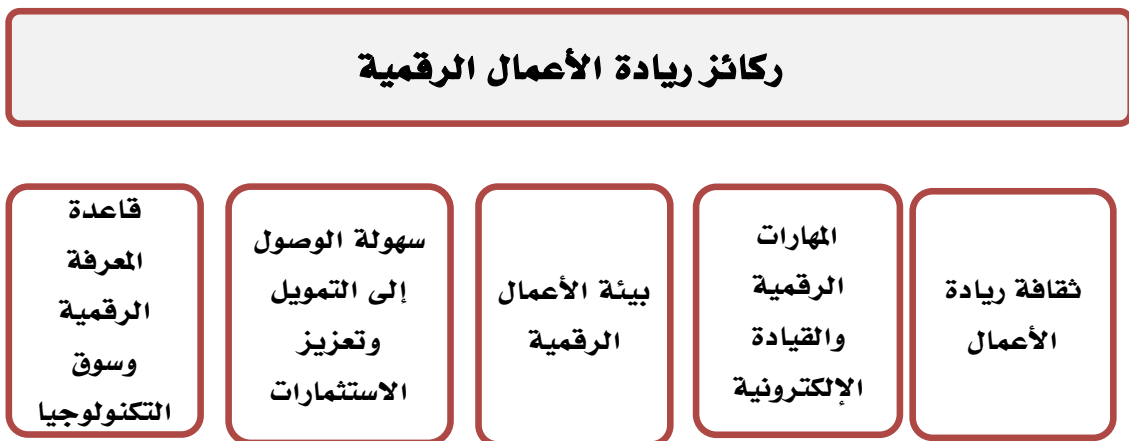 ركائز ريادة الأعمال الرقمية
ثقافة ريادة
الأعمال
المهارات
الرقمية
والقيادة
الإلكترونية
بيئة الأعمال
الرقمية
سهولة الوصول
إلى التمويل
وتعزيز
الاستثمارات
قاعدة
المعرفة
الرقمية
وسوق
التكنولوجيا